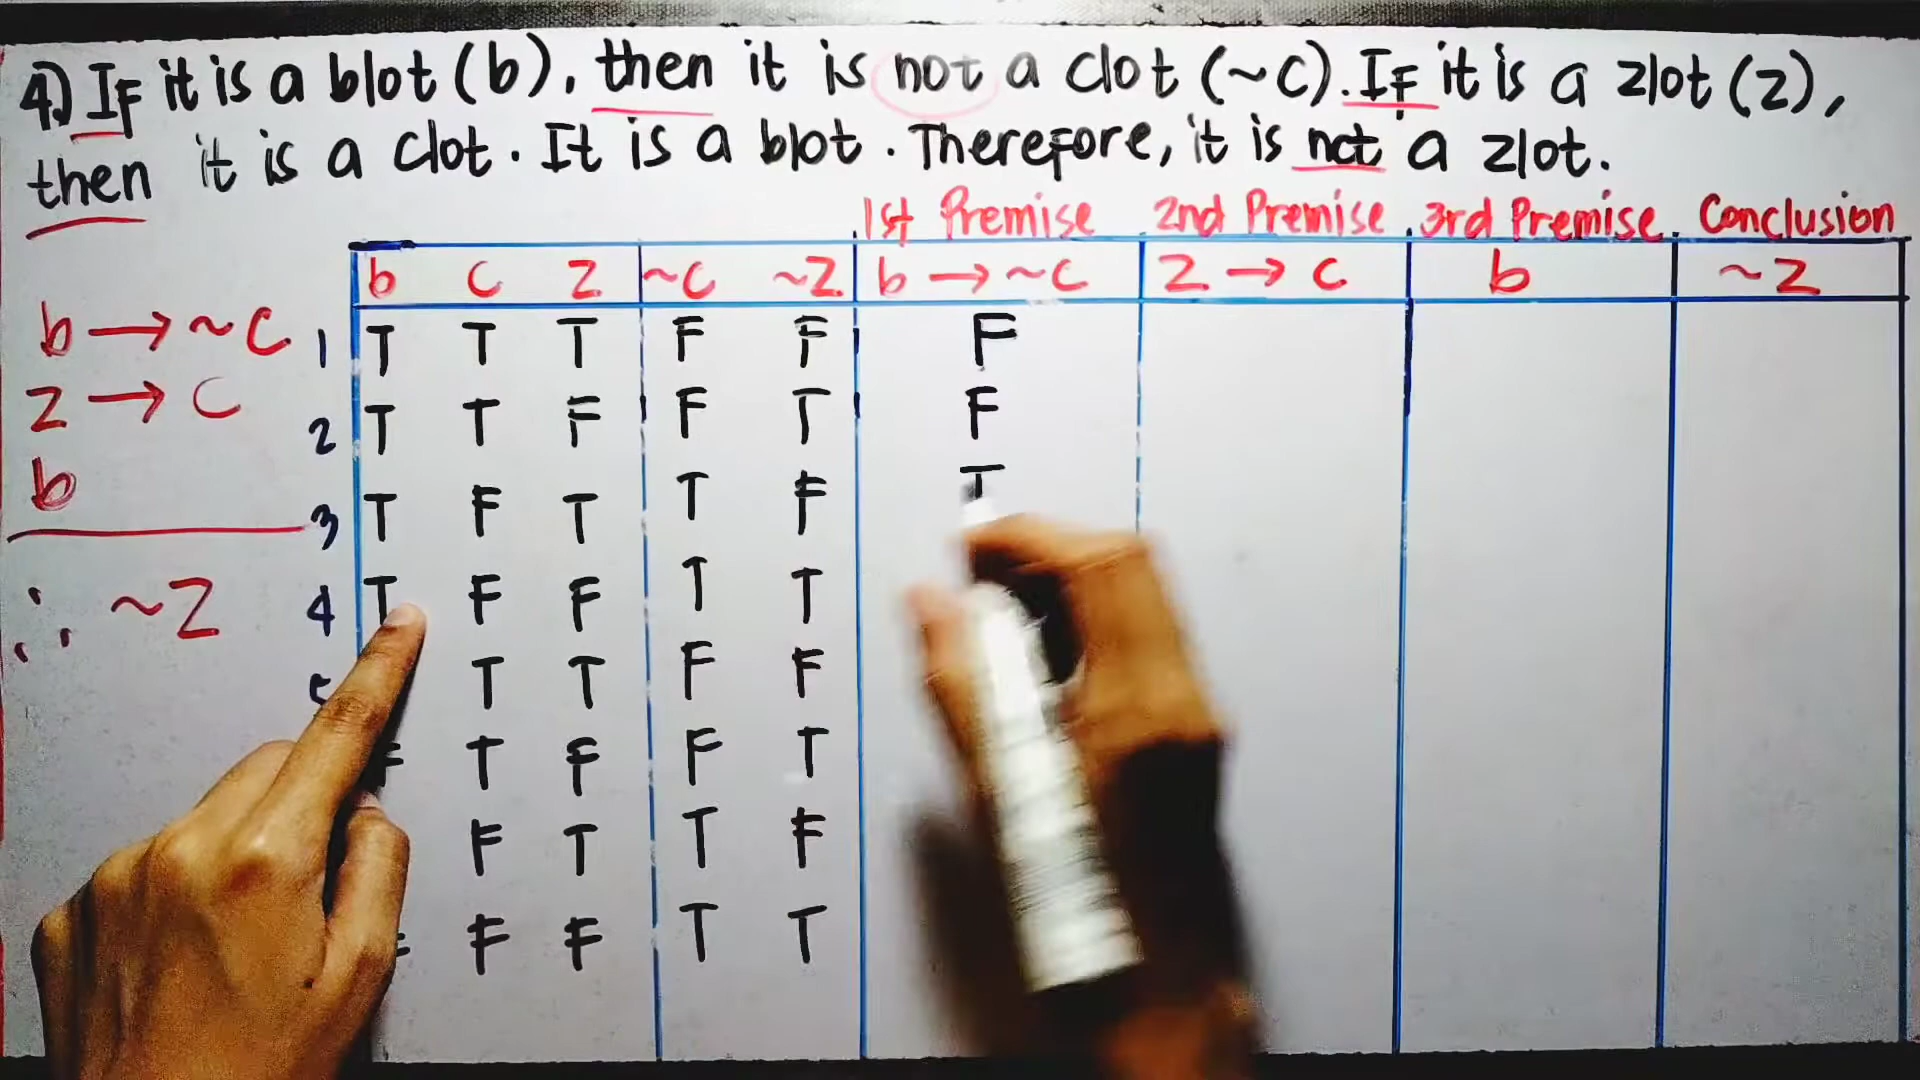 4.) If it is a blot (b), then it is not a clot (~c). If it is a zlot (z),
then it is a clot. It is a blot. Therefore, it is not a zlot.
1st Premise 2nd Premise 3rd Premise Conclusion
b c z ~c ~z b → ~c z → c b ~z
b → ~c
z → c
b
∴ ~z
1 T T T F F F
2 T T F F T F
3 T F T T F T
4 T F F T T
T T F F
F T F F T
F T T F
F F T T